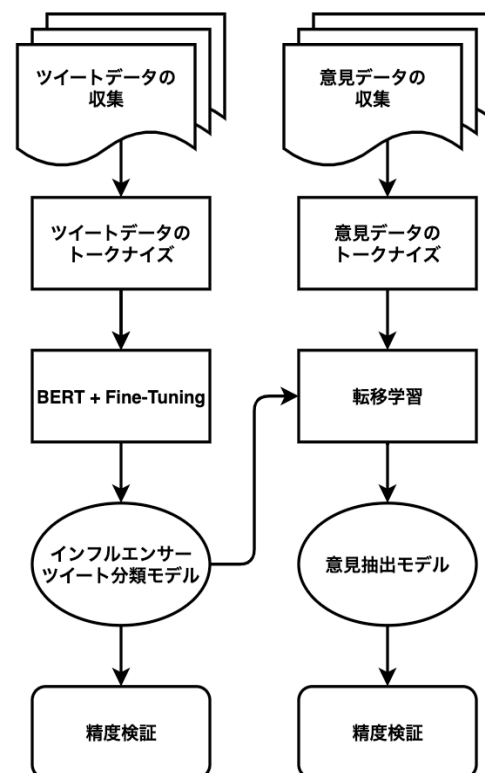 ツイートデータの
収集
ツイートデータの
トークナイズ
BERT + Fine-Tuning
インフルエンサー
ツイート分類モデル
精度検証
意見データの
収集
意見データの
トークナイズ
転移学習
意見抽出モデル
精度検証